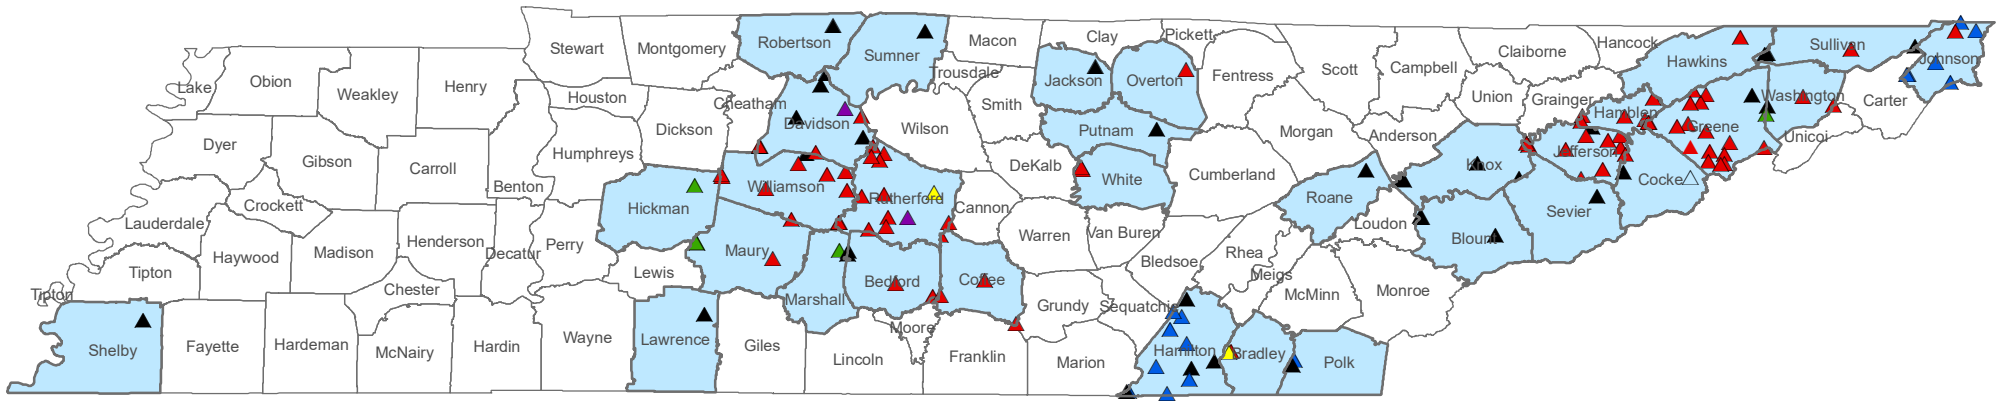 Stewart
Montgomery
Robertson
Sumner
Macon
Clay
Pickett
Claiborne
Hancock
Sullivan
Johnson
Lake
Obion
Weakley
Henry
Houston
Cheatham
Trousdale
Jackson
Overton
Fentress
Scott
Campbell
Hawkins
Union
Grainger
Hamblen
Washington
Carter
Dyer
Gibson
Carroll
Humphreys
Dickson
Davidson
Wilson
Smith
Putnam
Morgan
Anderson
Greene
Unicoi
Benton
Crockett
Williamson
Rutherford
DeKalb
White
Cumberland
Knox
Jefferson
Cocke
Lauderdale
Hickman
Cannon
Roane
Sevier
Haywood
Madison
Henderson
Decatur
Perry
Maury
Warren
Van Buren
Loudon
Blount
Tipton
Tipton
Chester
Lewis
Marshall
Bedford
Coffee
Bledsoe
Rhea
Meigs
Monroe
Grundy
Sequatchie
McMinn
Shelby
Fayette
Hardeman
McNairy
Hardin
Wayne
Lawrence
Giles
Lincoln
Moore
Franklin
Marion
Hamilton
Bradley
Polk